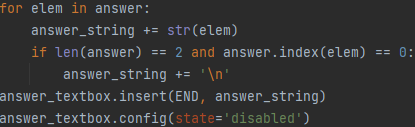 for elem in answer:
    answer_string += str(elem)
    if len(answer) == 2 and answer.index(elem) == 0:
        answer_string += '\n'
answer_textbox.insert(END, answer_string)
answer_textbox.config(state='disabled')